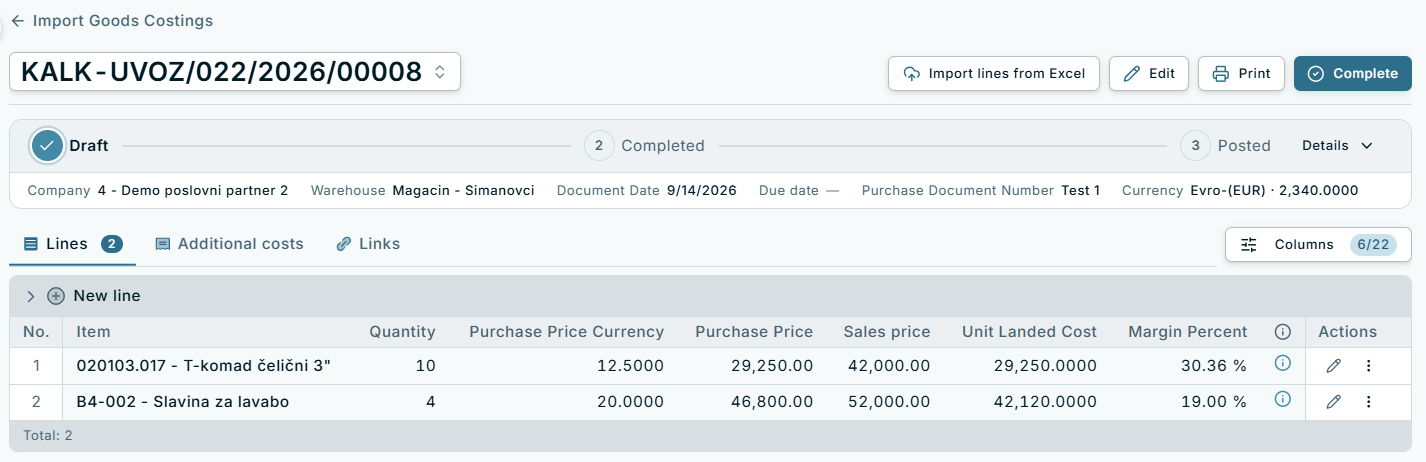 Import Goods Costings
KALK-UVOZ/022/2026/00008
Import lines from Excel Edit Print Complete
Draft 2 Completed 3 Posted Details
Company 4 - Demo poslovni partner 2 Warehouse Magacin - Simanovci Document Date 9/14/2026 Due date — Purchase Document Number Test 1 Currency Evro-(EUR) · 2,340.0000
Lines 2 Additional costs Links Columns 6/22
New line
No. Item Quantity Purchase Price Currency Purchase Price Sales price Unit Landed Cost Margin Percent Actions
1 020103.017 - T-komad čelični 3" 10 12.5000 29,250.00 42,000.00 29,250.0000 30.36 %
2 B4-002 - Slavina za lavabo 4 20.0000 46,800.00 52,000.00 42,120.0000 19.00 %
Total: 2